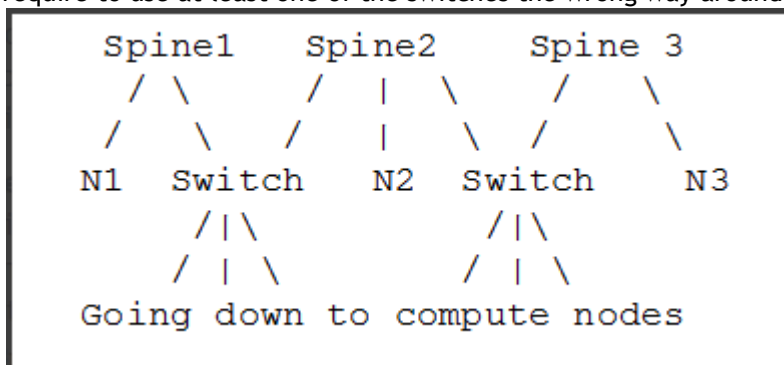 require to use at least one of the switches the wrong way around
Spine1 Spine2 Spine 3
N1 Switch N2 Switch N3
Going down to compute nodes